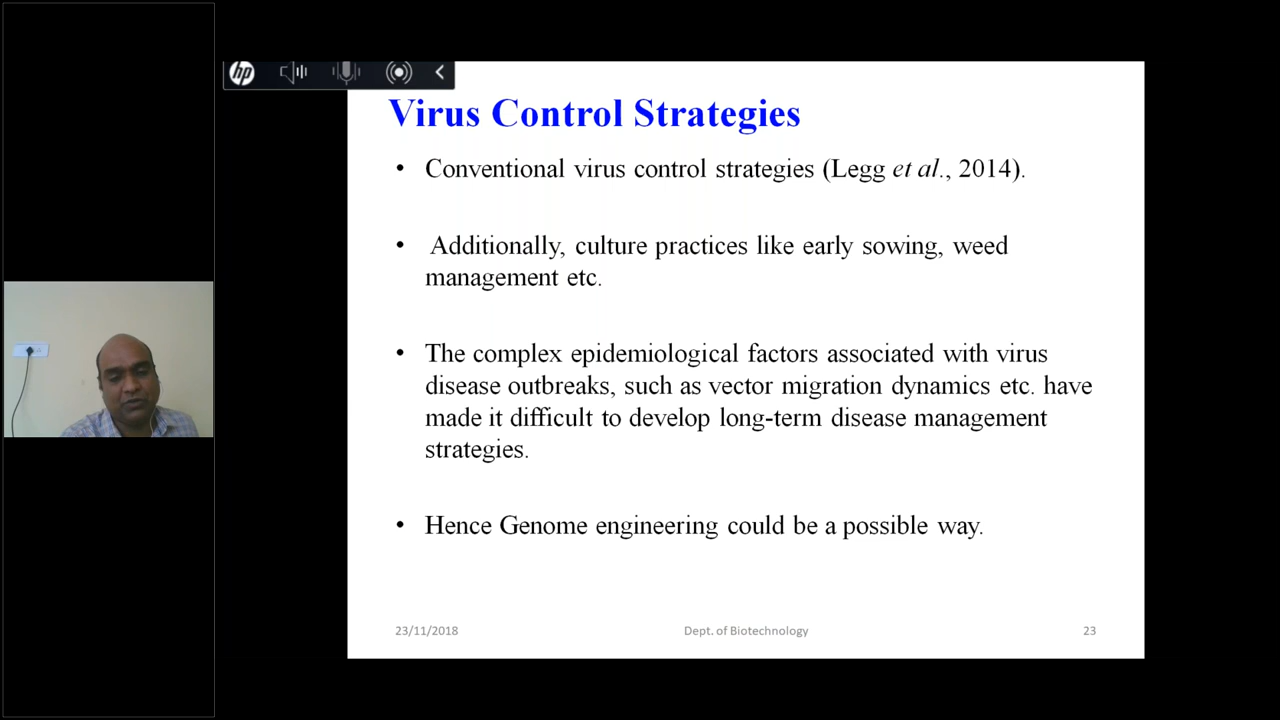 hp
Virus Control Strategies
• Conventional virus control strategies (Legg et al., 2014).
• Additionally, culture practices like early sowing, weed
management etc.
• The complex epidemiological factors associated with virus
disease outbreaks, such as vector migration dynamics etc. have
made it difficult to develop long-term disease management
strategies.
• Hence Genome engineering could be a possible way.
23/11/2018 Dept. of Biotechnology 23